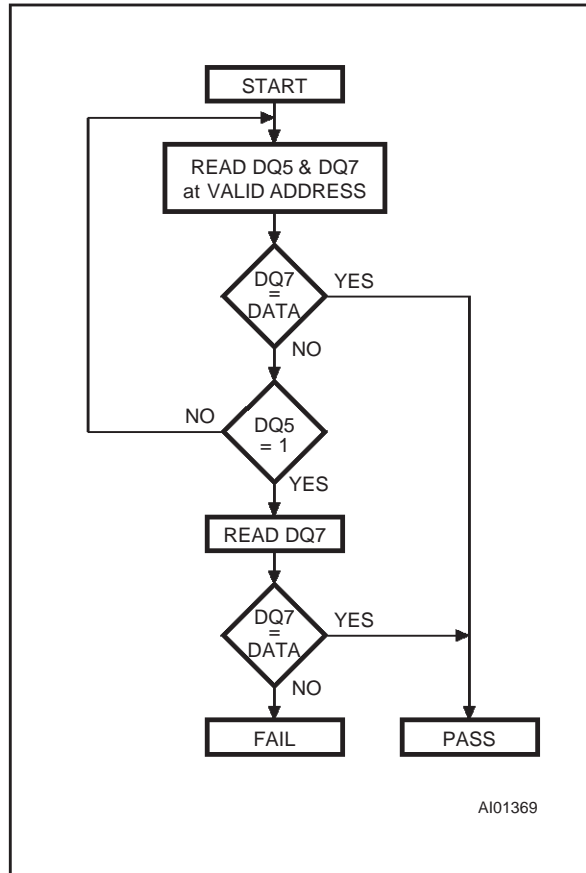 START
READ DQ5 & DQ7
at VALID ADDRESS
DQ7
=
DATA
YES
NO
DQ5
= 1
NO
YES
READ DQ7
DQ7
=
DATA
YES
NO
FAIL
PASS
AI01369